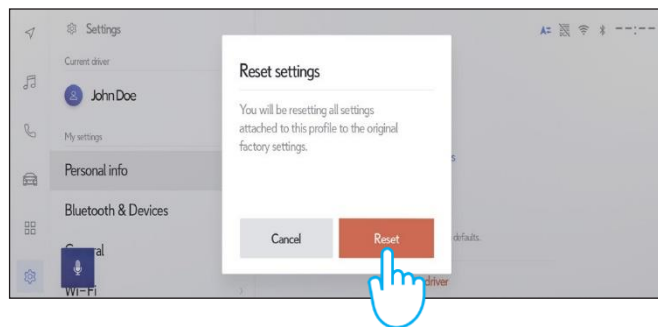 Settings
Current driver
John Doe
My settings
Personal info
Bluetooth & Devices
Wi-Fi
Reset settings
You will be resetting all settings
attached to this profile to the original
factory settings.
Cancel
Reset
defaults.
driver
--:--